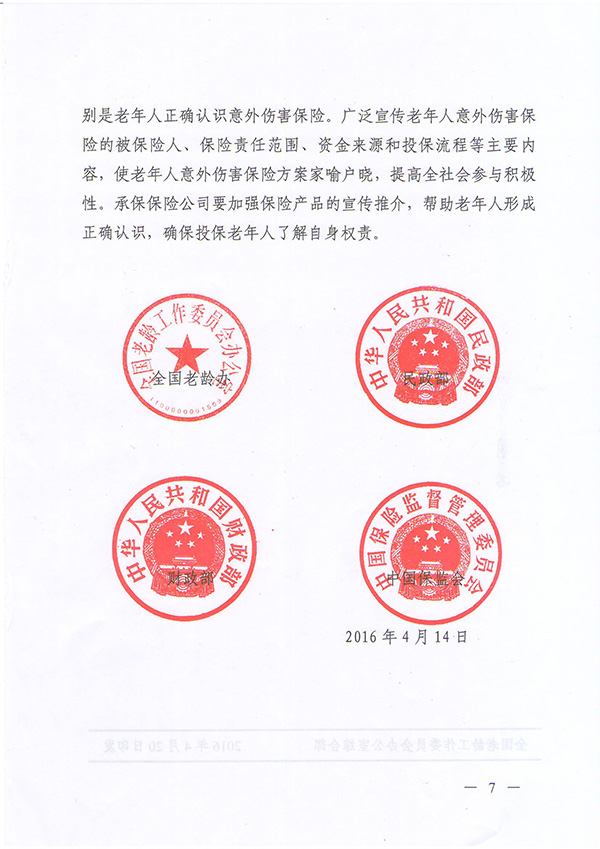 别是老年人正确认识意外伤害保险。广泛宣传老年人意外伤害保
险的被保险人、保险责任范围、资金来源和投保流程等主要内
容，使老年人意外伤害保险方案家喻户晓，提高全社会参与积极
性。承保保险公司要加强保险产品的宣传推介，帮助老年人形成
正确认识，确保投保老年人了解自身权责。
全国老龄工作委员会办公室
全国老龄办
中华人民共和国民政部
民政部
中华人民共和国财政部
财政部
中国保险监督管理委员会
中国保监会
2016年4月14日
全国老龄工作委员会办公室综合部 2016年4月20日印发
— 7 —